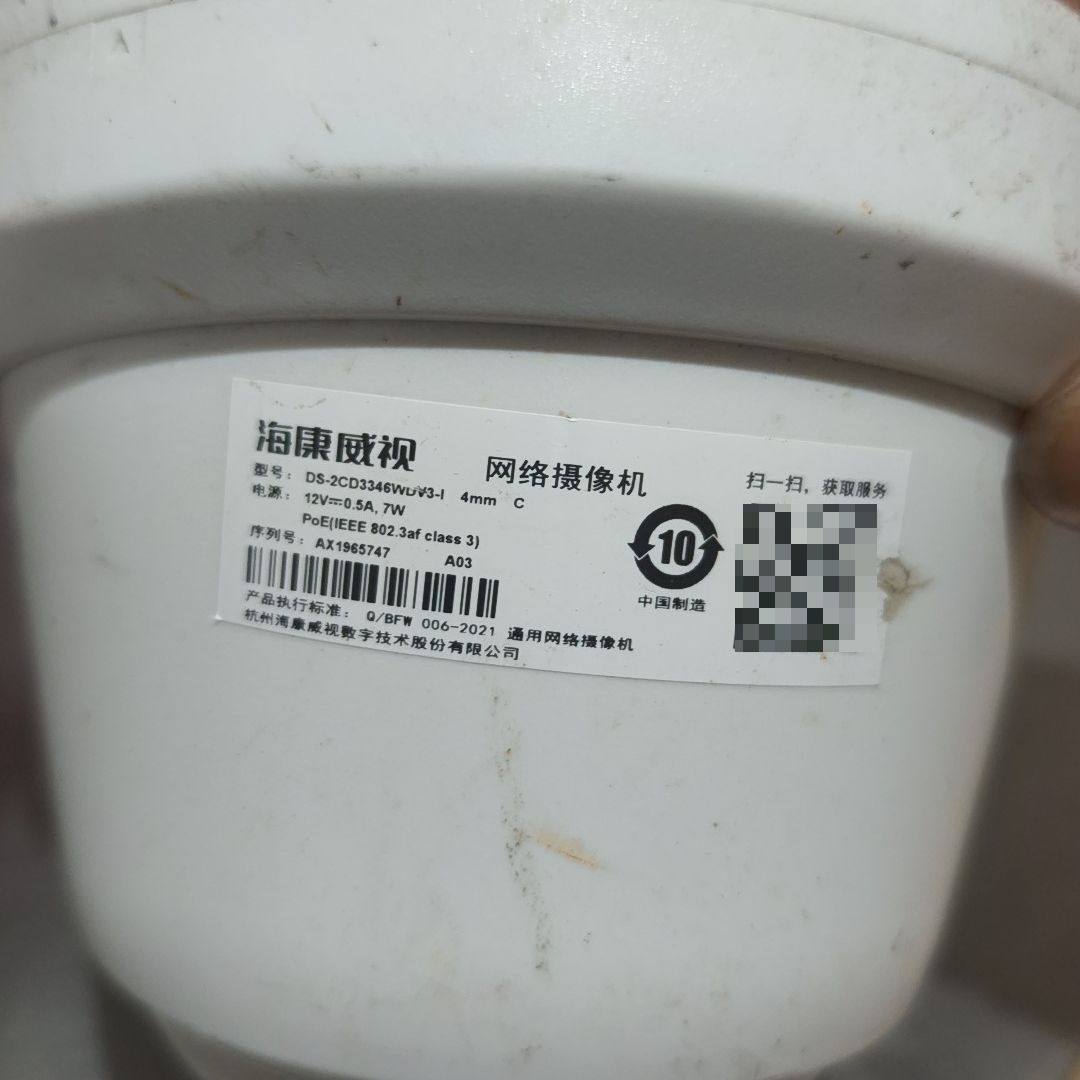 海康威视 网络摄像机
型号: DS-2CD3346WDV3-I 4mm C
电源: 12V⎓0.5A, 7W
PoE(IEEE 802.3af class 3)
序列号: AX1965747 A03
产品执行标准: Q/BFW 006-2021 通用网络摄像机
杭州海康威视数字技术股份有限公司
10
中国制造
扫一扫，获取服务